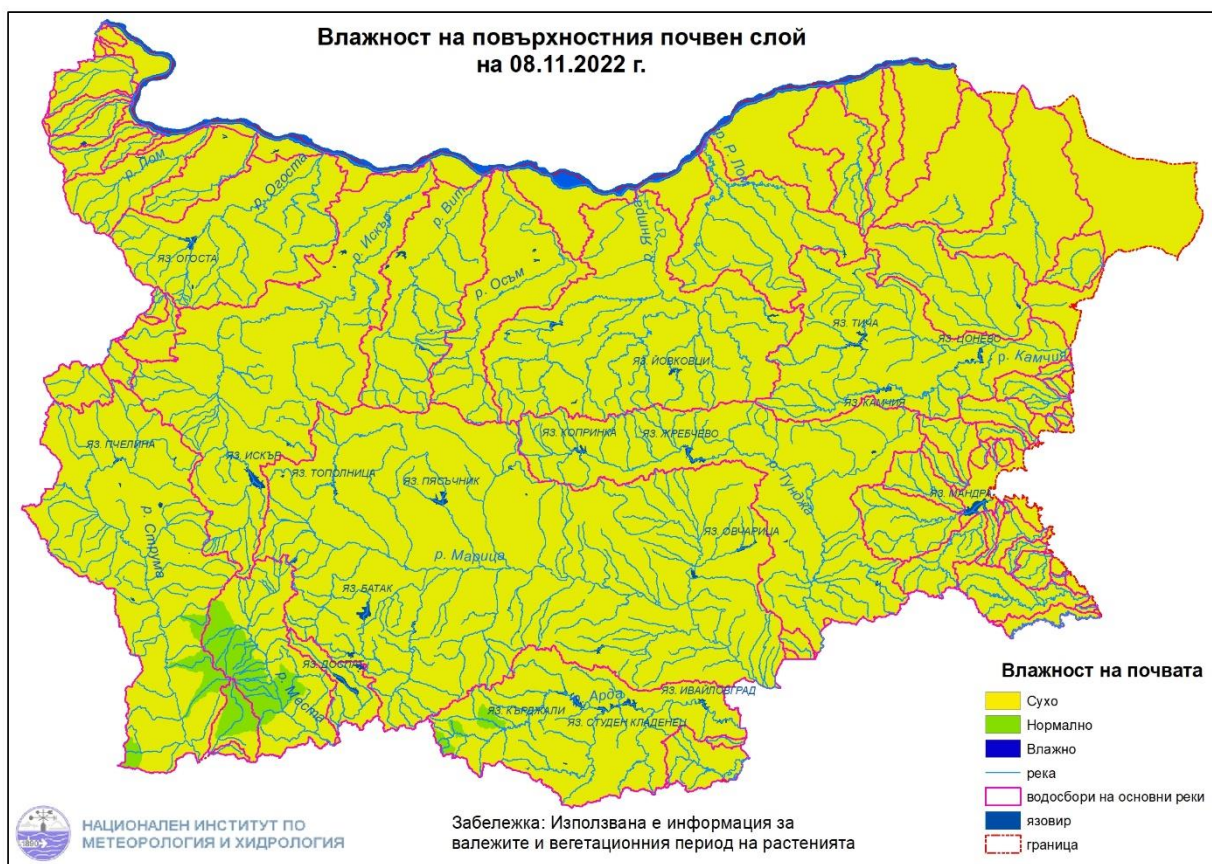 Влажност на повърхностния почвен слой
на 08.11.2022 г.
р. Лом
р. Огоста
р. Искър
р. Вит
р. Осъм
р. Янтра
р. Р Лом
ЯЗ. ОГОСТА
ЯЗ. ТИЧА
ЯЗ. ЦОНЕВО
р. Камчия
ЯЗ. ЙОВКОВЦИ
ЯЗ. КАМЧИЯ
ЯЗ. ПЧЕЛИНА
ЯЗ. ИСКЪР
ЯЗ. ТОПОЛНИЦА
ЯЗ. ПЯСЪЧНИК
ЯЗ. КОПРИНКА
ЯЗ. ЖРЕБЧЕВО
р. Тунджа
ЯЗ. МАНДРА
р. Струма
р. Марица
ЯЗ. ОВЧАРИЦА
ЯЗ. БАТАК
ЯЗ. ДОСПАТ
р. Места
Арда
ЯЗ. ИВАЙЛОВГРАД
ЯЗ. КЪРДЖАЛИ
ЯЗ. СТУДЕН КЛАДЕНЕЦ
Влажност на почвата
Сухо
Нормално
Влажно
река
водосбори на основни реки
язовир
граница
НАЦИОНАЛЕН ИНСТИТУТ ПО
МЕТЕОРОЛОГИЯ И ХИДРОЛОГИЯ
Забележка: Използвана е информация за
валежите и вегетационния период на растенията